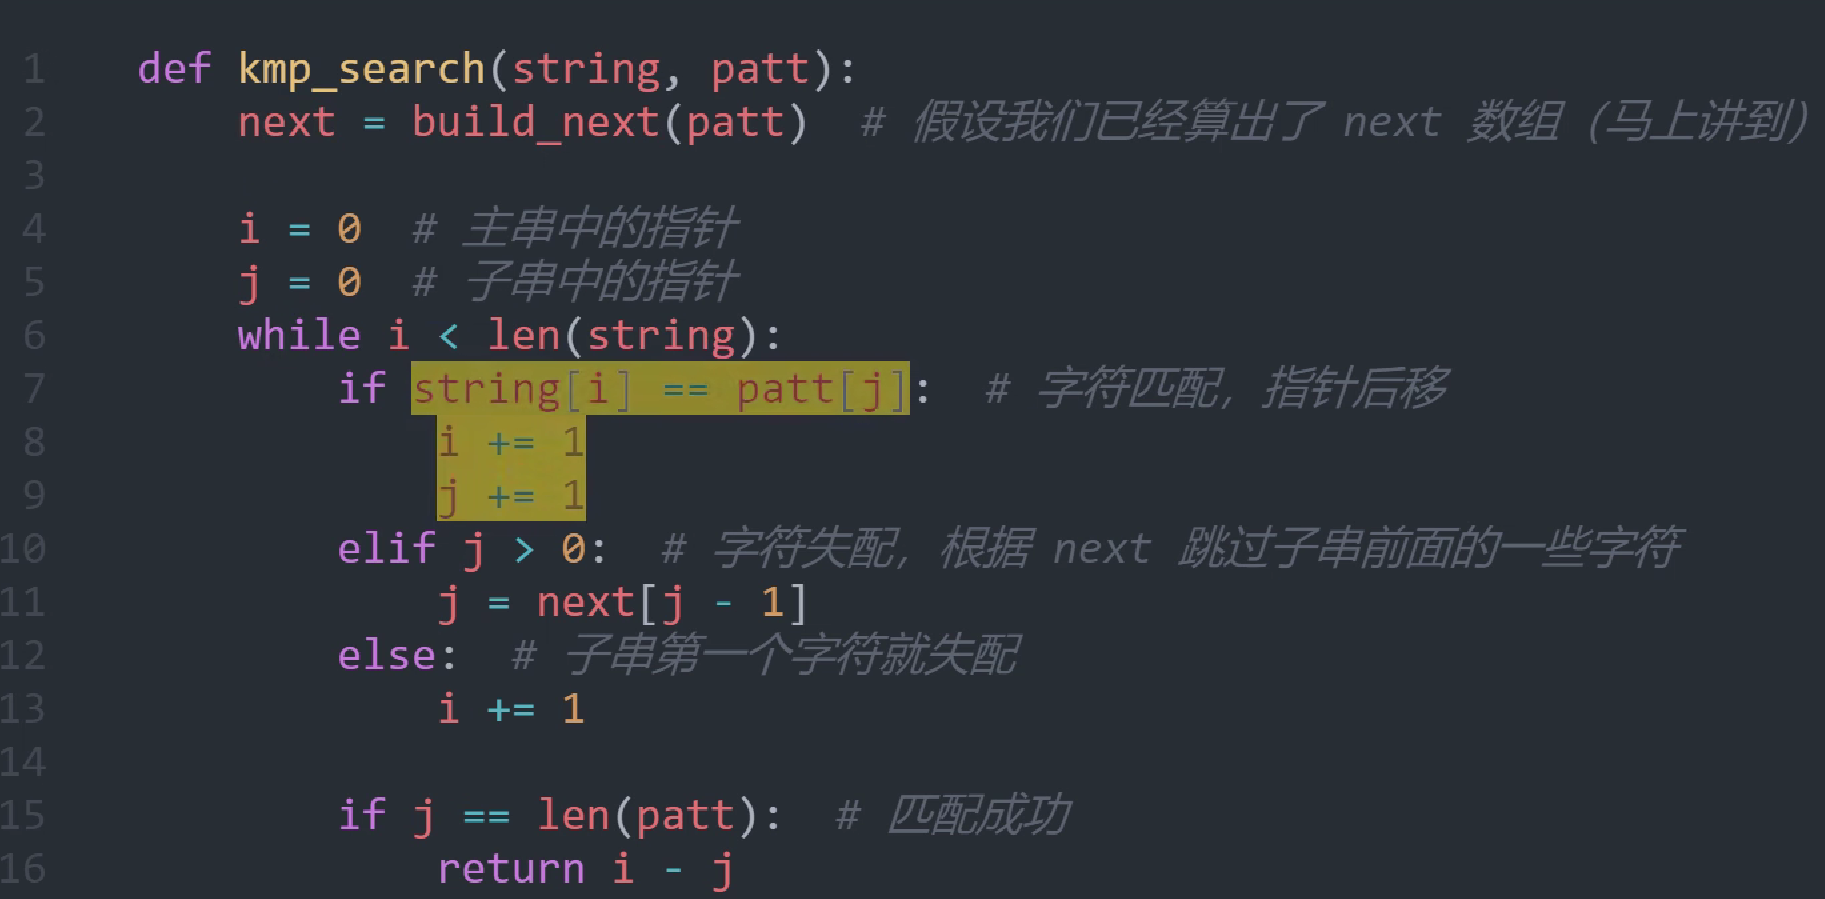 1 def kmp_search(string, patt):
2 next = build_next(patt) # 假设我们已经算出了 next 数组 (马上讲到)
3
4 i = 0 # 主串中的指针
5 j = 0 # 子串中的指针
6 while i < len(string):
7 if string[i] == patt[j]: # 字符匹配, 指针后移
8 i += 1
9 j += 1
10 elif j > 0: # 字符失配, 根据 next 跳过子串前面的一些字符
11 j = next[j - 1]
12 else: # 子串第一个字符就失配
13 i += 1
14
15 if j == len(patt): # 匹配成功
16 return i - j